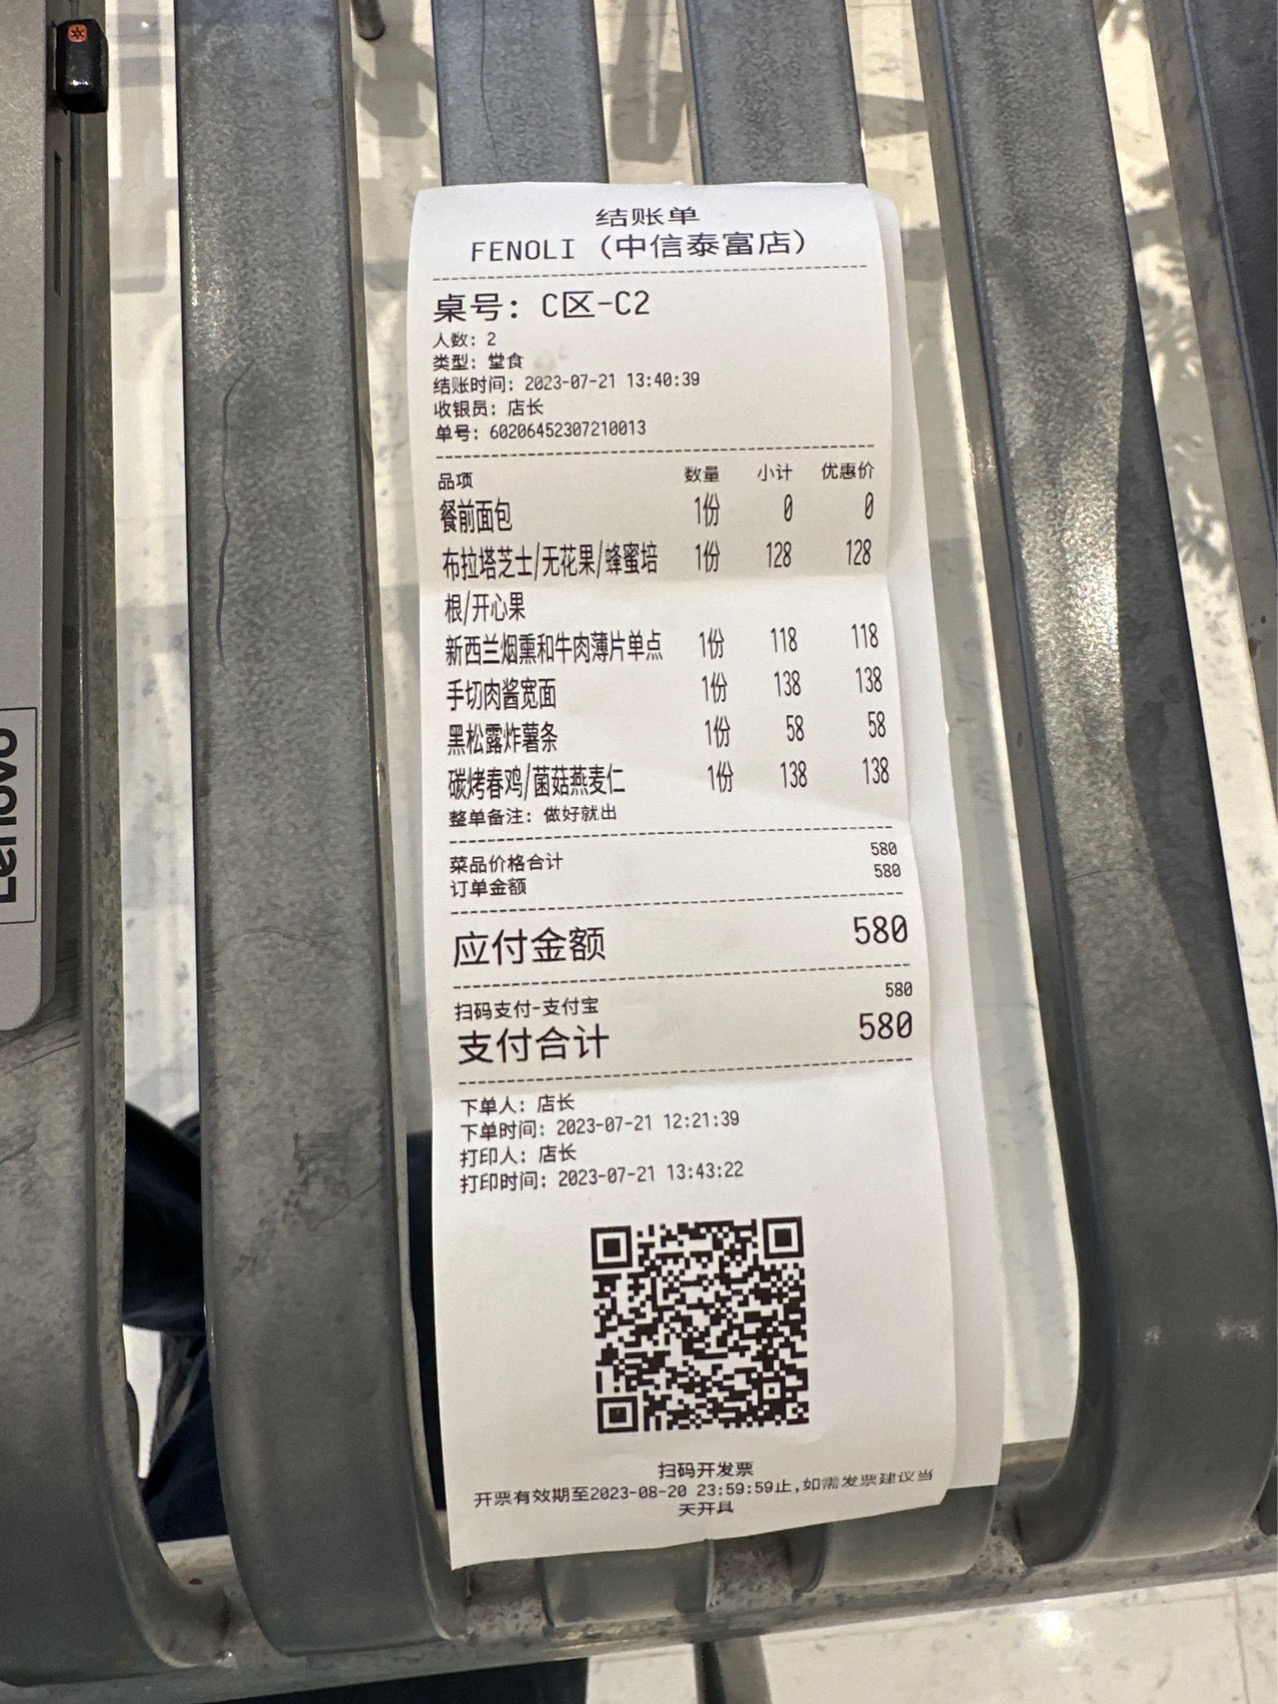 结账单
FENOLI（中信泰富店）
桌号：C区-C2
人数：2
类型：堂食
结账时间：2023-07-21 13:40:39
收银员：店长
单号：60206452307210013
品项 数量 小计 优惠价
餐前面包 1份 0 0
布拉塔芝士/无花果/蜂蜜培 1份 128 128
根/开心果
新西兰烟熏和牛肉薄片单点 1份 118 118
手切肉酱宽面 1份 138 138
黑松露炸薯条 1份 58 58
碳烤春鸡/菌菇燕麦仁 1份 138 138
整单备注：做好就出
菜品价格合计 580
订单金额 580
应付金额 580
扫码支付-支付宝 580
支付合计 580
下单人：店长
下单时间：2023-07-21 12:21:39
打印人：店长
打印时间：2023-07-21 13:43:22
扫码开发票
开票有效期至2023-08-20 23:59:59止,如需发票建议当
天开具
Lenovo